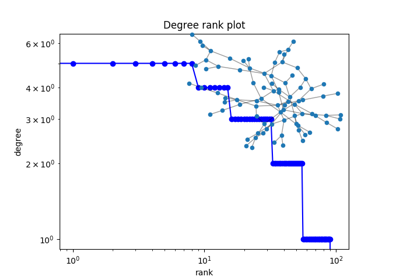 Degree rank plot
degree
6 × 10⁰
4 × 10⁰
3 × 10⁰
2 × 10⁰
10⁰
10⁰ 10¹ 10²
rank